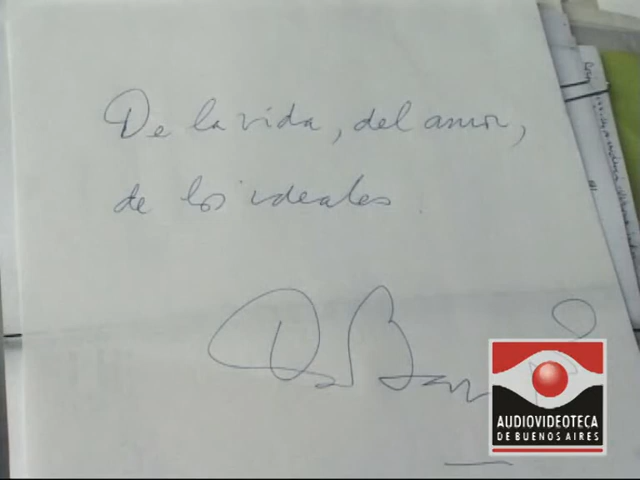 De la vida, del amor,
de los ideales.
AUDIOVIDEOTECA
DE BUENOS AIRES